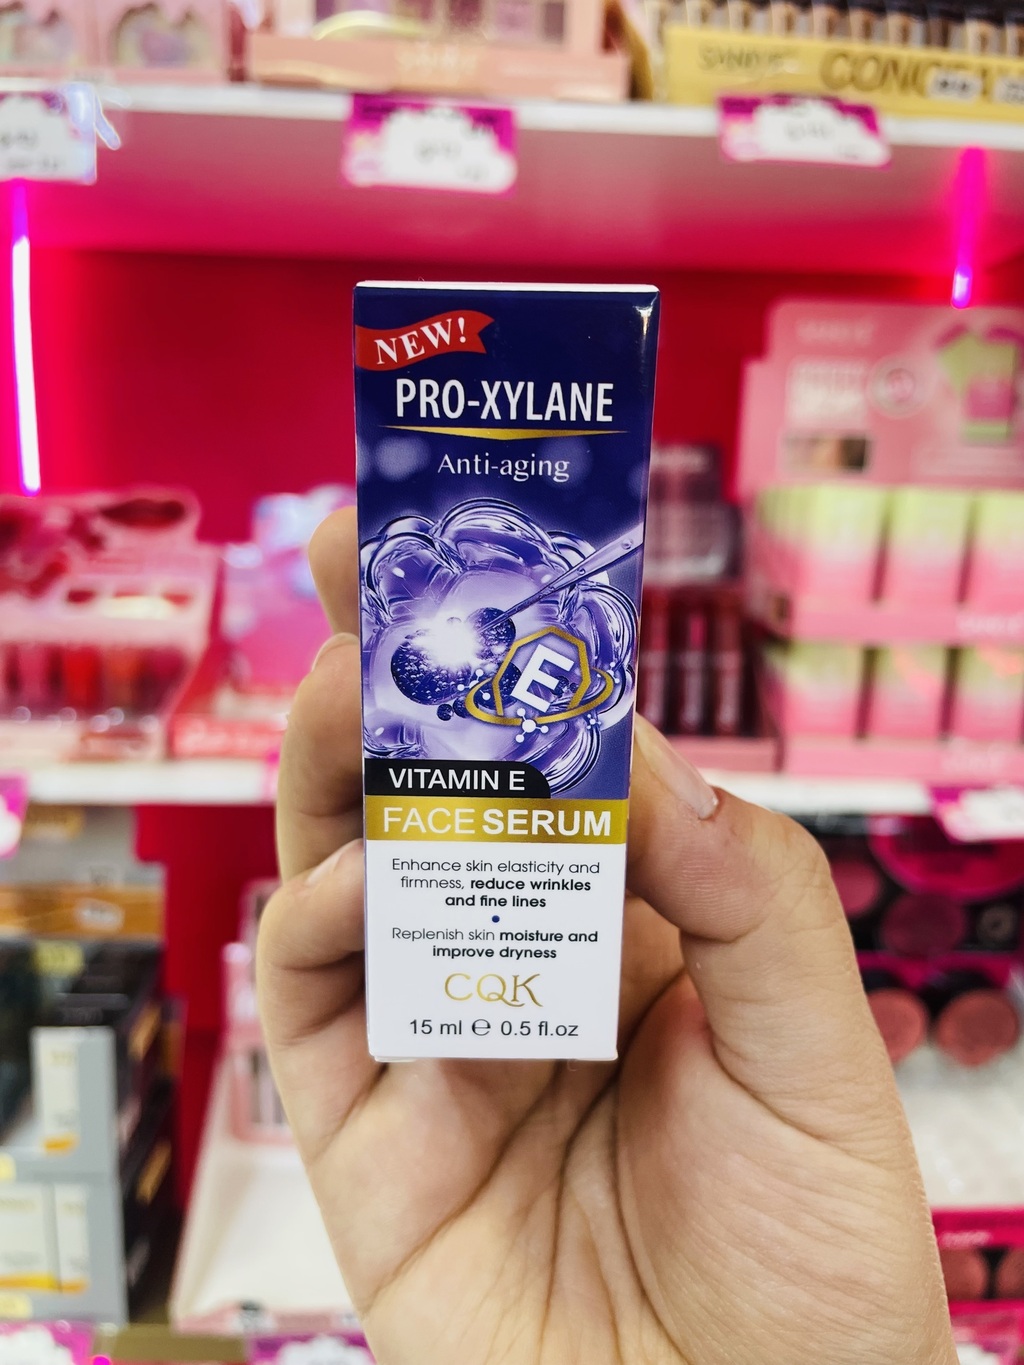 NEW!
PRO-XYLANE
Anti-aging
E
VITAMIN E
FACE SERUM
Enhance skin elasticity and
firmness, reduce wrinkles
and fine lines
Replenish skin moisture and
improve dryness
CQK
15 ml ℮ 0.5 fl.oz